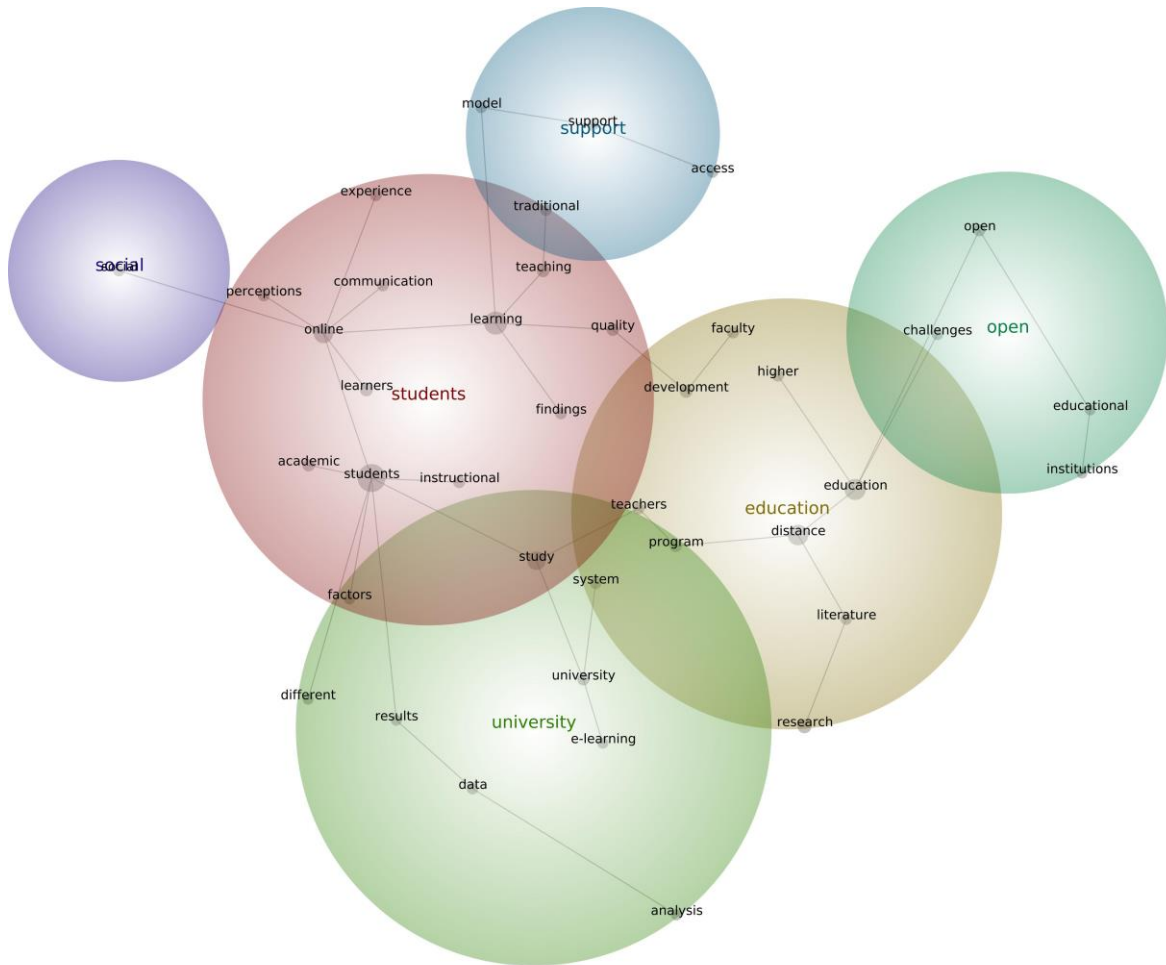 model
support
support
access
experience
traditional
open
social
social
teaching
communication
perceptions
learning
online
quality
faculty
challenges
open
higher
learners
students
development
findings
educational
academic
students
instructional
institutions
education
teachers
education
distance
program
study
system
factors
literature
university
different
results
university
research
e-learning
data
analysis